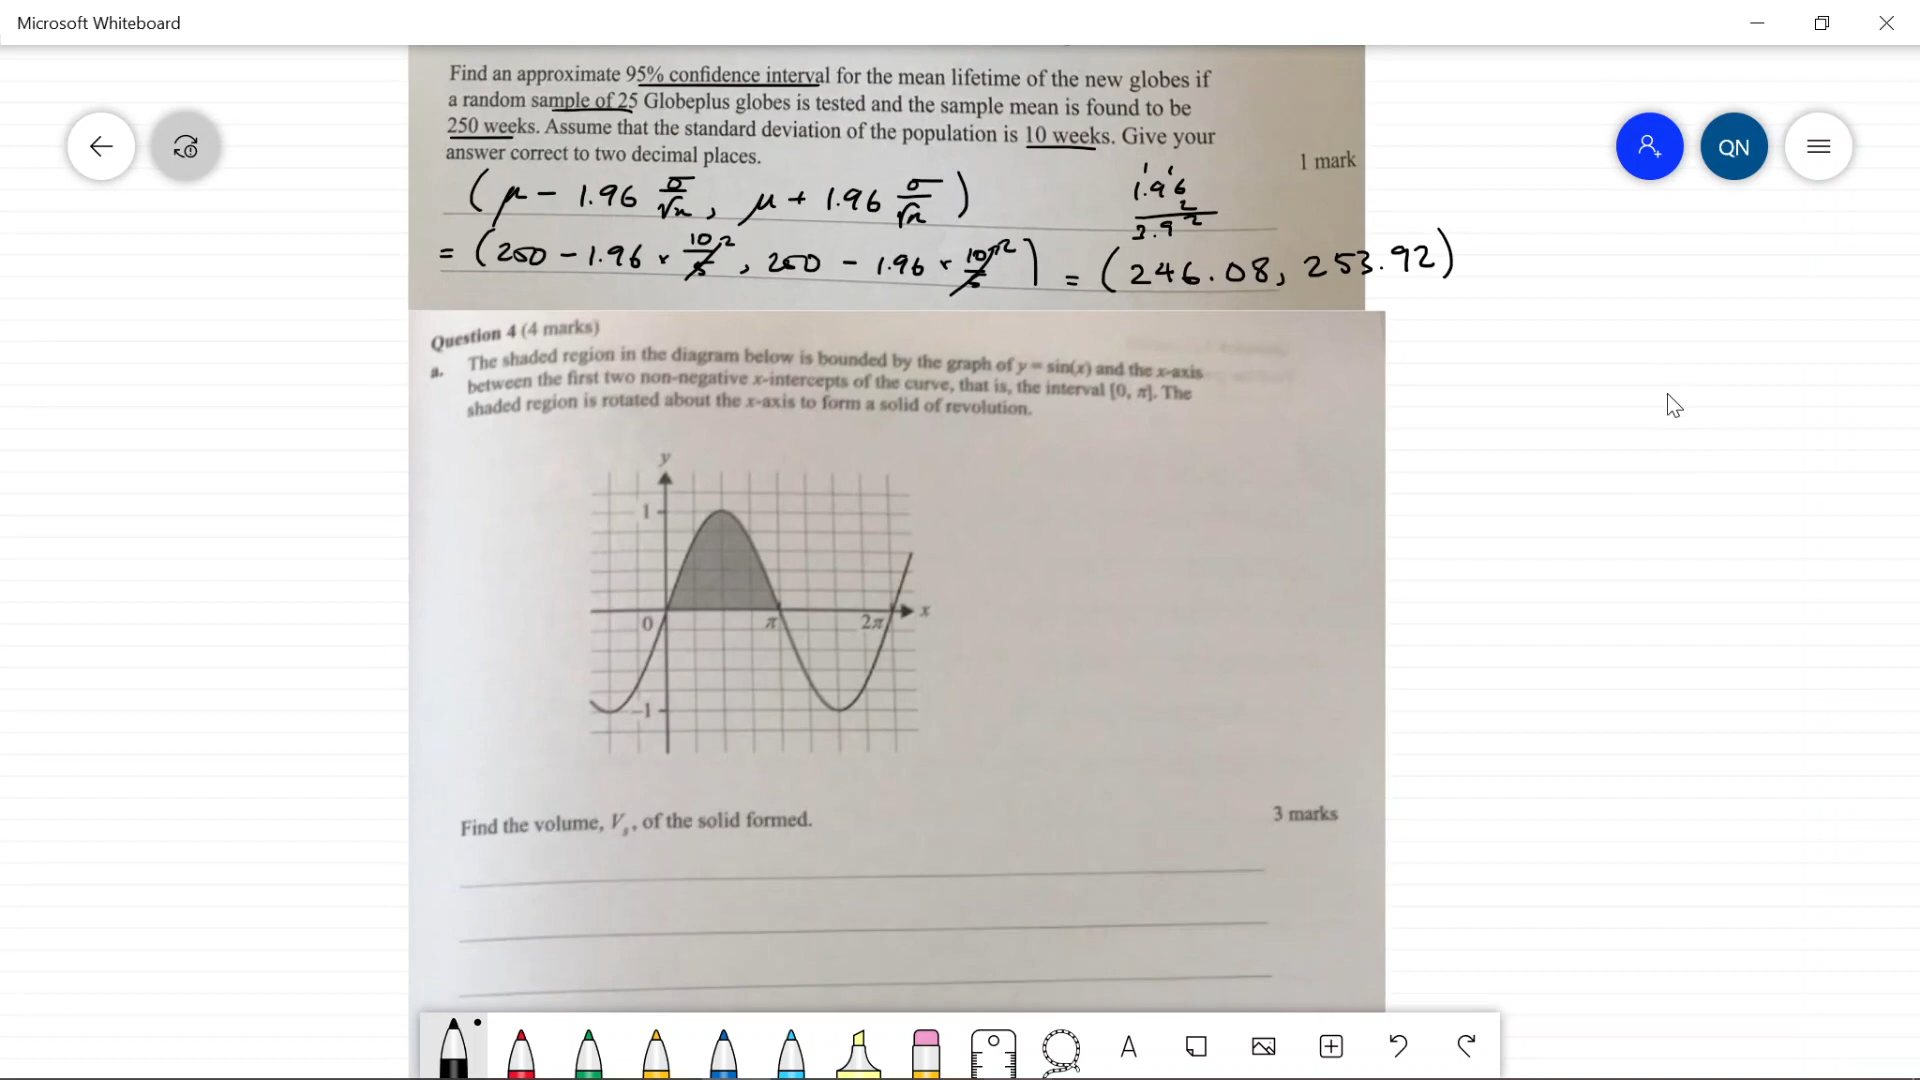 Microsoft Whiteboard
Find an approximate 95% confidence interval for the mean lifetime of the new globes if
a random sample of 25 Globeplus globes is tested and the sample mean is found to be
250 weeks. Assume that the standard deviation of the population is 10 weeks. Give your
answer correct to two decimal places.
1 mark
QN
(μ - 1.96 σ/√n, μ + 1.96 σ/√n)
1.96
2
3.92
= (250 - 1.96 × 10/5 2, 250 - 1.96 × 10/5 2) = (246.08, 253.92)
Question 4 (4 marks)
a. The shaded region in the diagram below is bounded by the graph of y = sin(x) and the x-axis
between the first two non-negative x-intercepts of the curve, that is, the interval [0, π]. The
shaded region is rotated about the x-axis to form a solid of revolution.
y
1
0 π 2π x
-1
Find the volume, Vs, of the solid formed.
3 marks